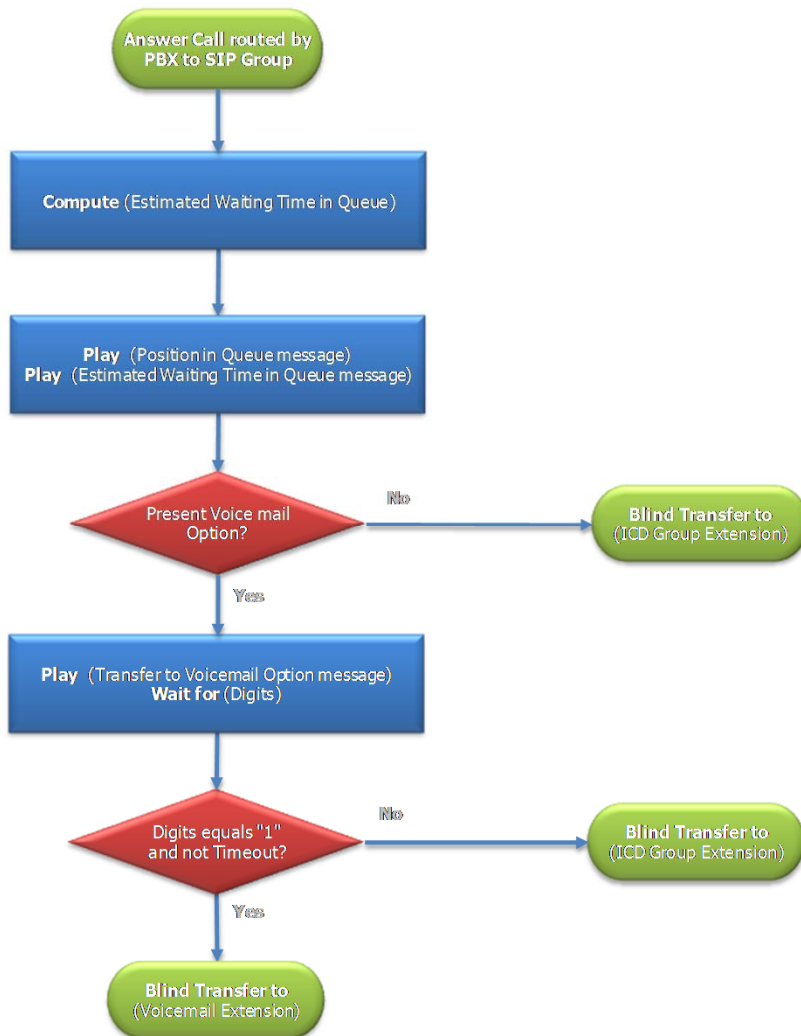 Answer Call routed by
PBX to SIP Group
Compute (Estimated Waiting Time in Queue)
Play (Position in Queue message)
Play (Estimated Waiting Time in Queue message)
Present Voice mail
Option?
No
Blind Transfer to
(ICD Group Extension)
Yes
Play (Transfer to Voicemail Option message)
Wait for (Digits)
Digits equals "1"
and not Timeout?
No
Blind Transfer to
(ICD Group Extension)
Yes
Blind Transfer to
(Voicemail Extension)